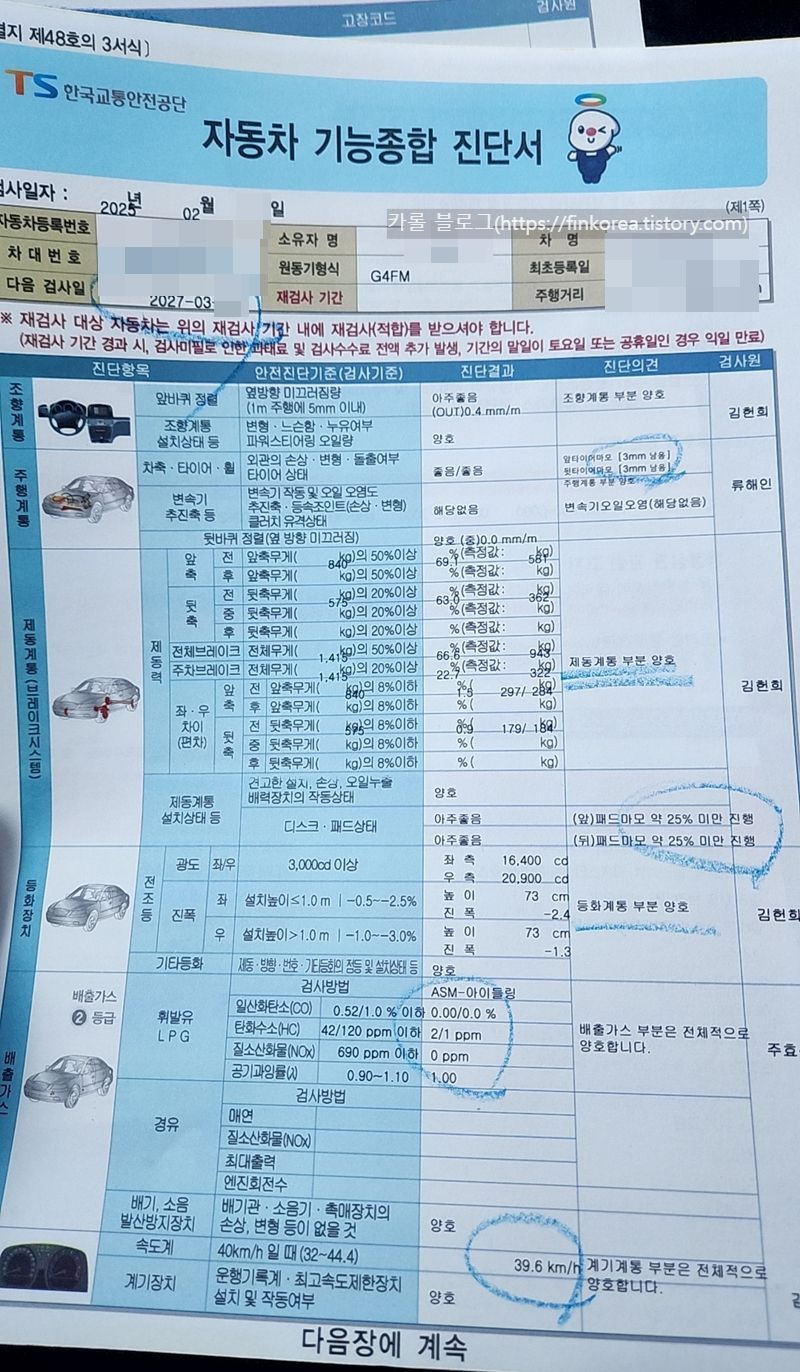 고장코드
검사원
별지 제48호의 3서식)
TS 한국교통안전공단
자동차 기능종합 진단서
검사일자 : 2025년 02월 일
(제1쪽)
카롤 블로그(https://finkorea.tistory.com)
자동차등록번호 소유자 명 차 명
차 대 번 호 원동기형식 G4FM 최초등록일
다음 검사일 2027-03- 재검사 기간 주행거리
※ 재검사 대상 자동차는 위의 재검사 기간 내에 재검사(적합)를 받으셔야 합니다.
(재검사 기간 경과 시, 검사미필로 인한 과태료 및 검사수수료 전액 추가 발생, 기간의 말일이 토요일 또는 공휴일인 경우 익일 만료)
진단항목 안전진단기준(검사기준) 진단결과 진단의견 검사원
조향계통
앞바퀴 정렬 옆방향 미끄러짐량 아주좋음 조향계통 부분 양호 김헌희
(1m 주행에 5mm 이내) (OUT)0.4 mm/m
조향계통 변형 · 느슨함 · 누유여부 양호
설치상태 등 파워스티어링 오일량
주행계통
차축 · 타이어 · 휠 외관의 손상 · 변형 · 돌출여부 좋음/좋음 앞타이어마모 [3mm 남음] 류해인
타이어 상태 뒷타이어마모 [3mm 남음]
주행계통 부분 양호
변속기 변속기 작동 및 오일 오염도 해당없음 변속기오일오염(해당없음)
추진축 등 추진축 · 등속조인트(손상 · 변형)
클러치 유격상태
뒷바퀴 정렬(옆 방향 미끄러짐) 양호 (중)0.0 mm/m
제동계통(브레이크시스템)
제동력
앞축 전 앞축무게( 840 kg)의 50%이상 69.1 %(측정값 : 581 kg)
후 앞축무게( kg)의 50%이상 %(측정값 : kg)
뒷축 전 뒷축무게( 575 kg)의 20%이상 63.0 %(측정값 : 362 kg)
중 뒷축무게( kg)의 20%이상 %(측정값 : kg)
후 뒷축무게( kg)의 20%이상 %(측정값 : kg)
전체브레이크 전체무게( 1,415 kg)의 50%이상 66.6 %(측정값 : 943 kg) 제동계통 부분 양호
주차브레이크 전체무게( 1,415 kg)의 20%이상 22.7 %(측정값 : 322 kg) 김헌희
좌 · 우 차이 (편차)
앞축 전 앞축무게( 840 kg)의 8%이하 1.5 %( 297/ 284 kg)
후 앞축무게( kg)의 8%이하 %( kg)
뒷축 전 뒷축무게( 575 kg)의 8%이하 0.9 %( 179/ 184 kg)
중 뒷축무게( kg)의 8%이하 %( kg)
후 뒷축무게( kg)의 8%이하 %( kg)
제동계통 견고한 설치, 손상, 오일누출 양호
설치상태 등 배력장치의 작동상태
디스크 · 패드상태 아주좋음 (앞)패드마모 약 25% 미만 진행
아주좋음 (뒤)패드마모 약 25% 미만 진행
등화장치
전조등 광도 좌/우 3,000cd 이상 좌 측 16,400 cd
우 측 20,900 cd
진폭 좌 설치높이≤1.0 m ㅣ-0.5~-2.5% 높 이 73 cm 등화계통 부분 양호 김헌희
진 폭 -2.4
우 설치높이>1.0 m ㅣ-1.0~-3.0% 높 이 73 cm
진 폭 -1.3
기타등화 제동 · 방향 · 번호 · 기타등화의 점등 및 설치상태 등 양호
배출가스
배출가스
2 등급
휘발유
LPG
검사방법 ASM-아이들링
일산화탄소(CO) 0.52/1.0 % 이하 0.00/0.0 %
탄화수소(HC) 42/120 ppm 이하 2/1 ppm 배출가스 부분은 전체적으로
질소산화물(NOx) 690 ppm 이하 0 ppm 양호합니다.
공기과잉률(λ) 0.90~1.10 1.00
경유
검사방법
매연
질소산화물(NOx)
최대출력
엔진회전수
배기, 소음 배기관 · 소음기 · 촉매장치의 양호
발산방지장치 손상, 변형 등이 없을 것
속도계 40km/h 일 때 (32~44.4) 39.6 km/h 계기계통 부분은 전체적으로
계기장치 운행기록계 · 최고속도제한장치 양호 양호합니다.
설치 및 작동여부
다음장에 계속